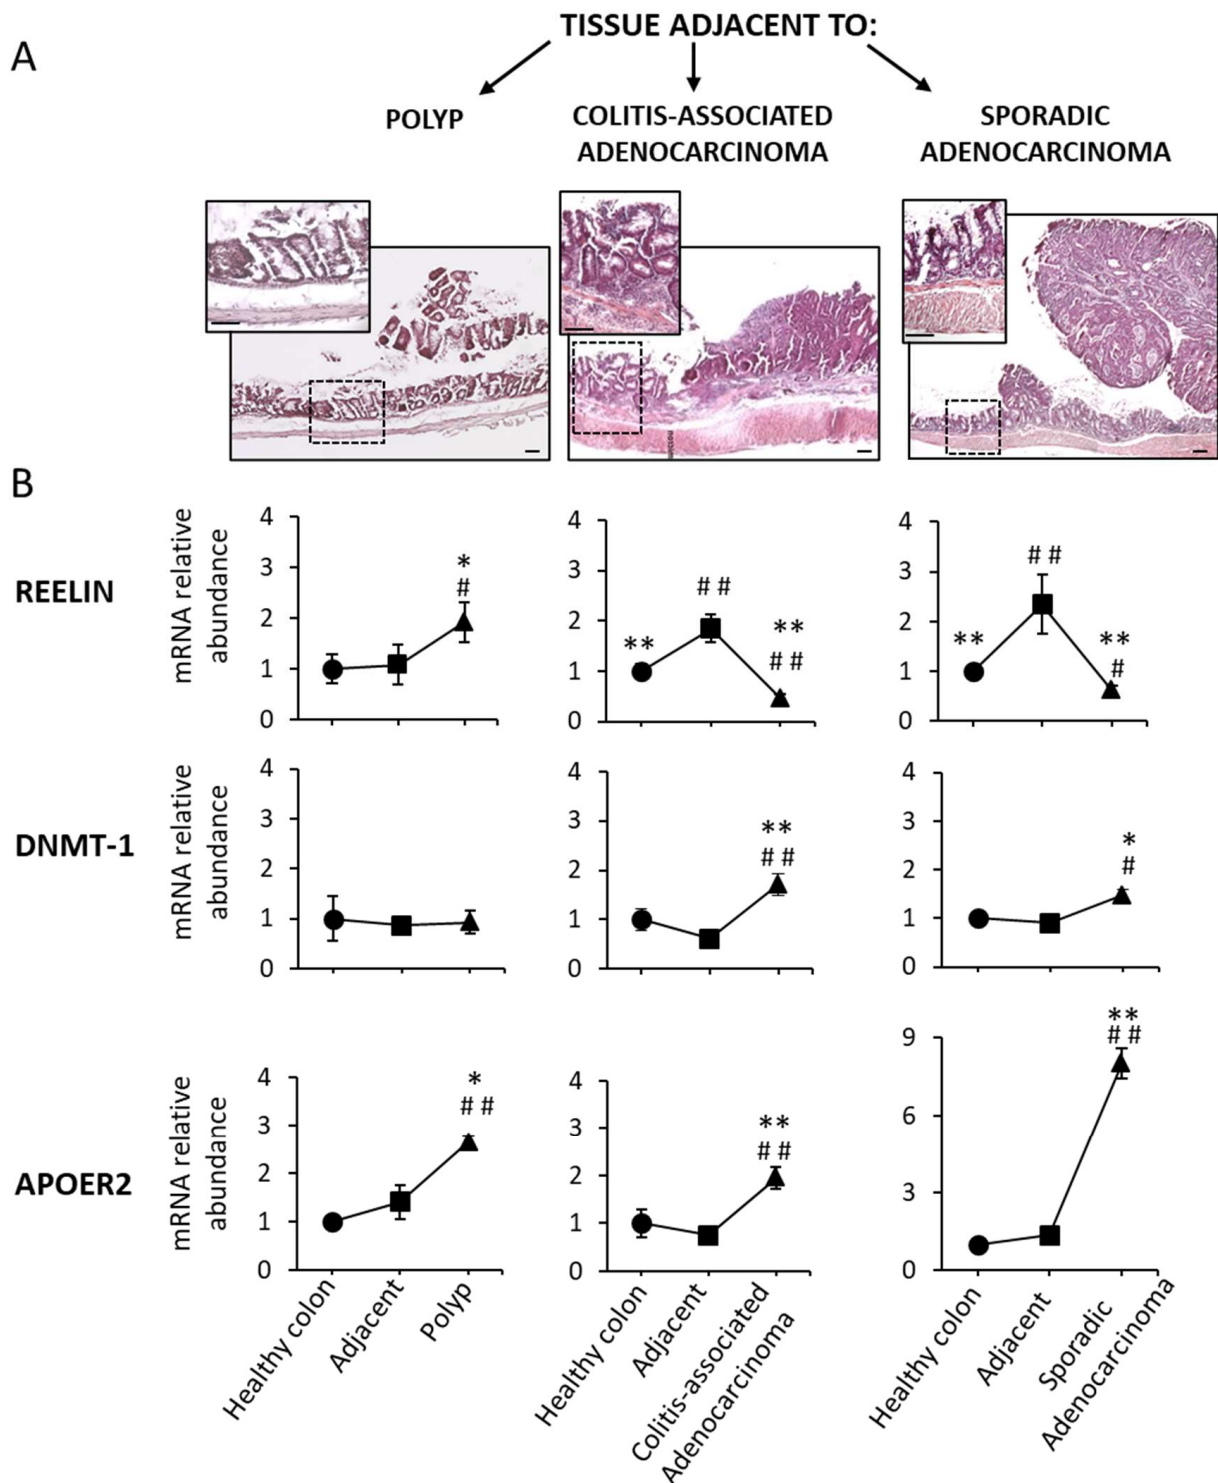 A
TISSUE ADJACENT TO:
POLYP
COLITIS-ASSOCIATED
ADENOCARCINOMA
SPORADIC
ADENOCARCINOMA
B
REELIN
mRNA relative
abundance
4
3
2
1
0
*
#
4
3
2
1
0
**
# #
**
# #
4
3
2
1
0
**
# #
**
#
DNMT-1
mRNA relative
abundance
4
3
2
1
0
4
3
2
1
0
**
# #
4
3
2
1
0
*
#
APOER2
mRNA relative
abundance
4
3
2
1
0
*
# #
4
3
2
1
0
**
# #
9
6
3
0
**
# #
Healthy colon
Adjacent
Polyp
Healthy colon
Adjacent
Colitis-associated
Adenocarcinoma
Healthy colon
Adjacent
Sporadic
Adenocarcinoma